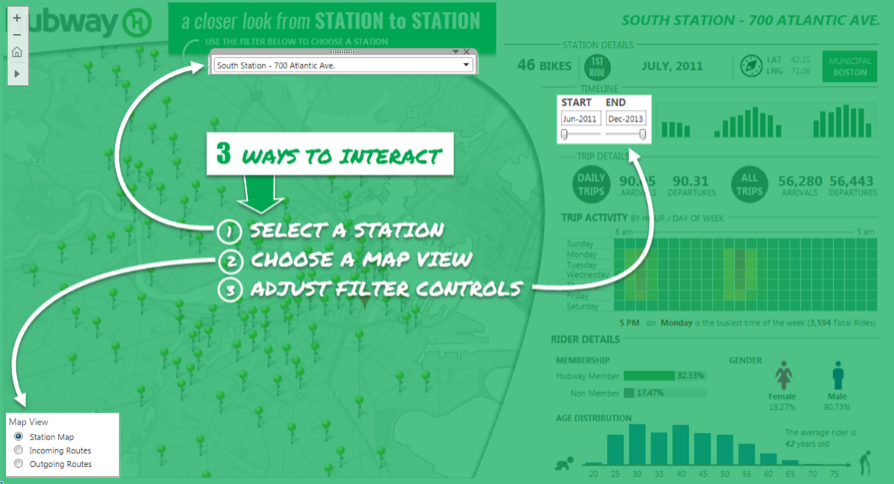 hubway H
a closer look from STATION to STATION
USE THE FILTER BELOW TO CHOOSE A STATION
South Station - 700 Atlantic Ave.
3 WAYS TO INTERACT
1 SELECT A STATION
2 CHOOSE A MAP VIEW
3 ADJUST FILTER CONTROLS
Map View
Station Map
Incoming Routes
Outgoing Routes
SOUTH STATION - 700 ATLANTIC AVE.
STATION DETAILS
46 BIKES
1ST RIDE
JULY, 2011
LAT 42.35
LNG -71.06
MUNICIPAL
BOSTON
TIMELINE
START END
Jun-2011 Dec-2013
TRIP DETAILS
DAILY TRIPS
ARRIVALS
90.31 DEPARTURES
ALL TRIPS
56,280 ARRIVALS
56,443 DEPARTURES
TRIP ACTIVITY BY HOUR / DAY OF WEEK
6 am 5 am
Sunday
Monday
Tuesday
Wednesday
Friday
Saturday
5 PM on Monday is the busiest time of the week (3,594 Total Rides)
RIDER DETAILS
MEMBERSHIP
Hubway Member 82.53%
Non Member 17.47%
GENDER
Female Male
19.27% 80.73%
AGE DISTRIBUTION
The average rider is
42 years old
20 25 30 35 40 45 50 55 60 65 70 75